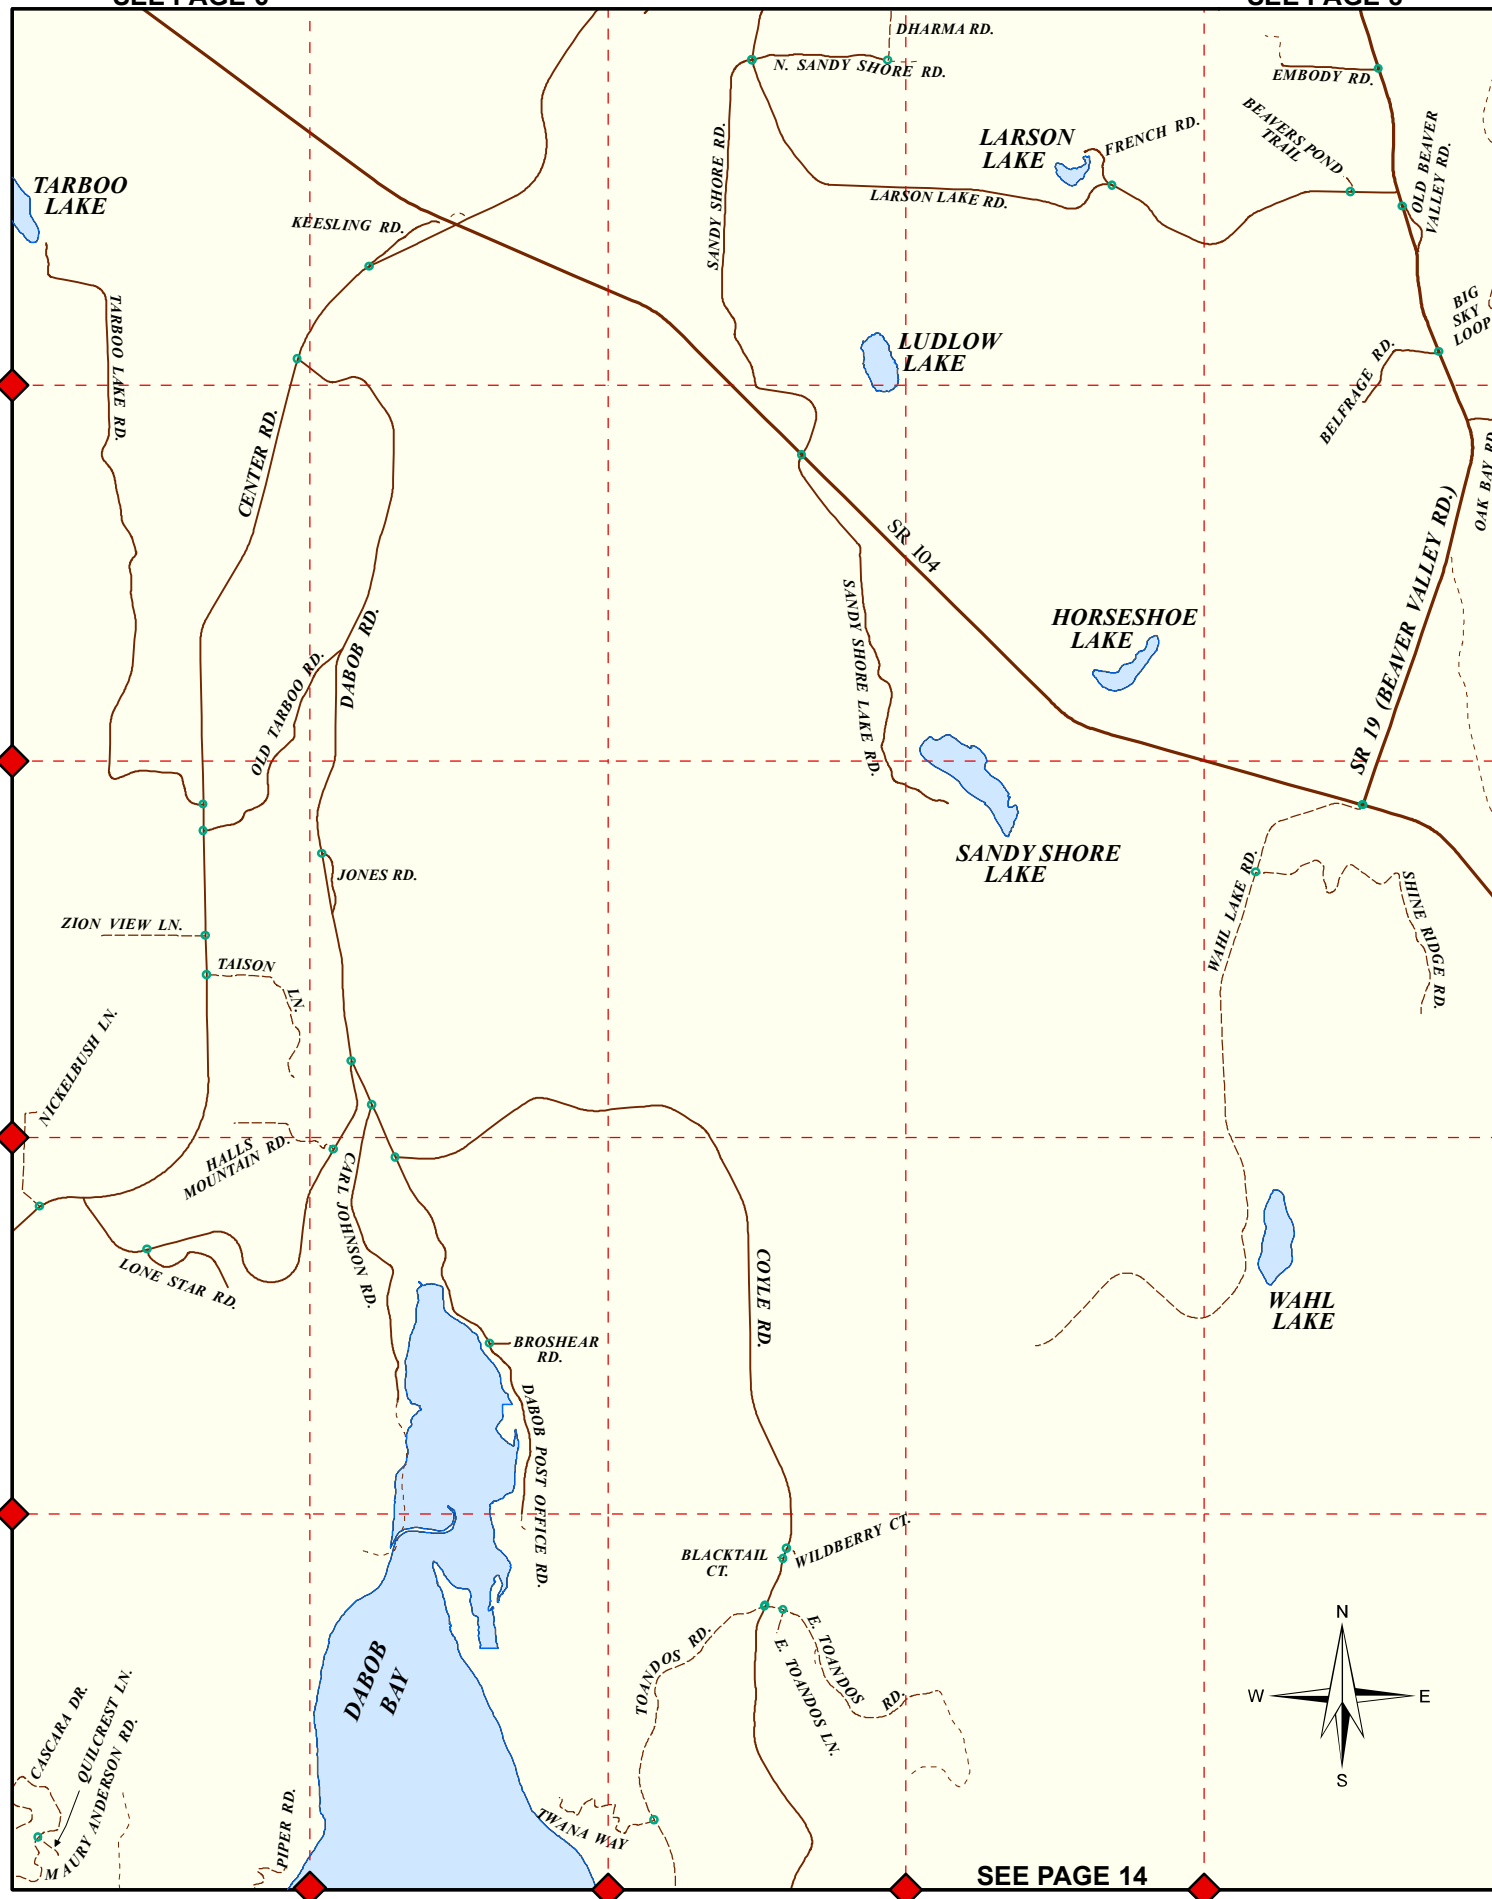 DHARMA RD.
N. SANDY SHORE RD.
EMBODY RD.
BEAVERS POND
TRAIL
OLD BEAVER
VALLEY RD.
LARSON
LAKE
FRENCH RD.
SANDY SHORE RD.
LARSON LAKE RD.
TARBOO
LAKE
KEESLING RD.
TARBOO LAKE RD.
BIG
SKY
LOOP
LUDLOW
LAKE
BELFRAGE RD.
CENTER RD.
OAK BAY RD.
SR 104
SR 19 (BEAVER VALLEY RD.)
SANDY SHORE LAKE RD.
HORSESHOE
LAKE
OLD TARBOO RD.
DABOB RD.
SANDY SHORE
LAKE
JONES RD.
WAHL LAKE RD.
SHINE RIDGE RD.
ZION VIEW LN.
TAISON
LN.
NICKELBUSH LN.
HALLS
MOUNTAIN RD.
CARL JOHNSON RD.
LONE STAR RD.
COYLE RD.
WAHL
LAKE
BROSHEAR
RD.
DABOB POST OFFICE RD.
BLACKTAIL
CT.
WILDBERRY CT.
TOANDOS RD.
E. TOANDOS RD.
E. TOANDOS LN.
DABOB
BAY
N
W
E
S
CASCARA DR.
QUILCREST LN.
MAURY ANDERSON RD.
PIPER RD.
TWANA WAY
SEE PAGE 14